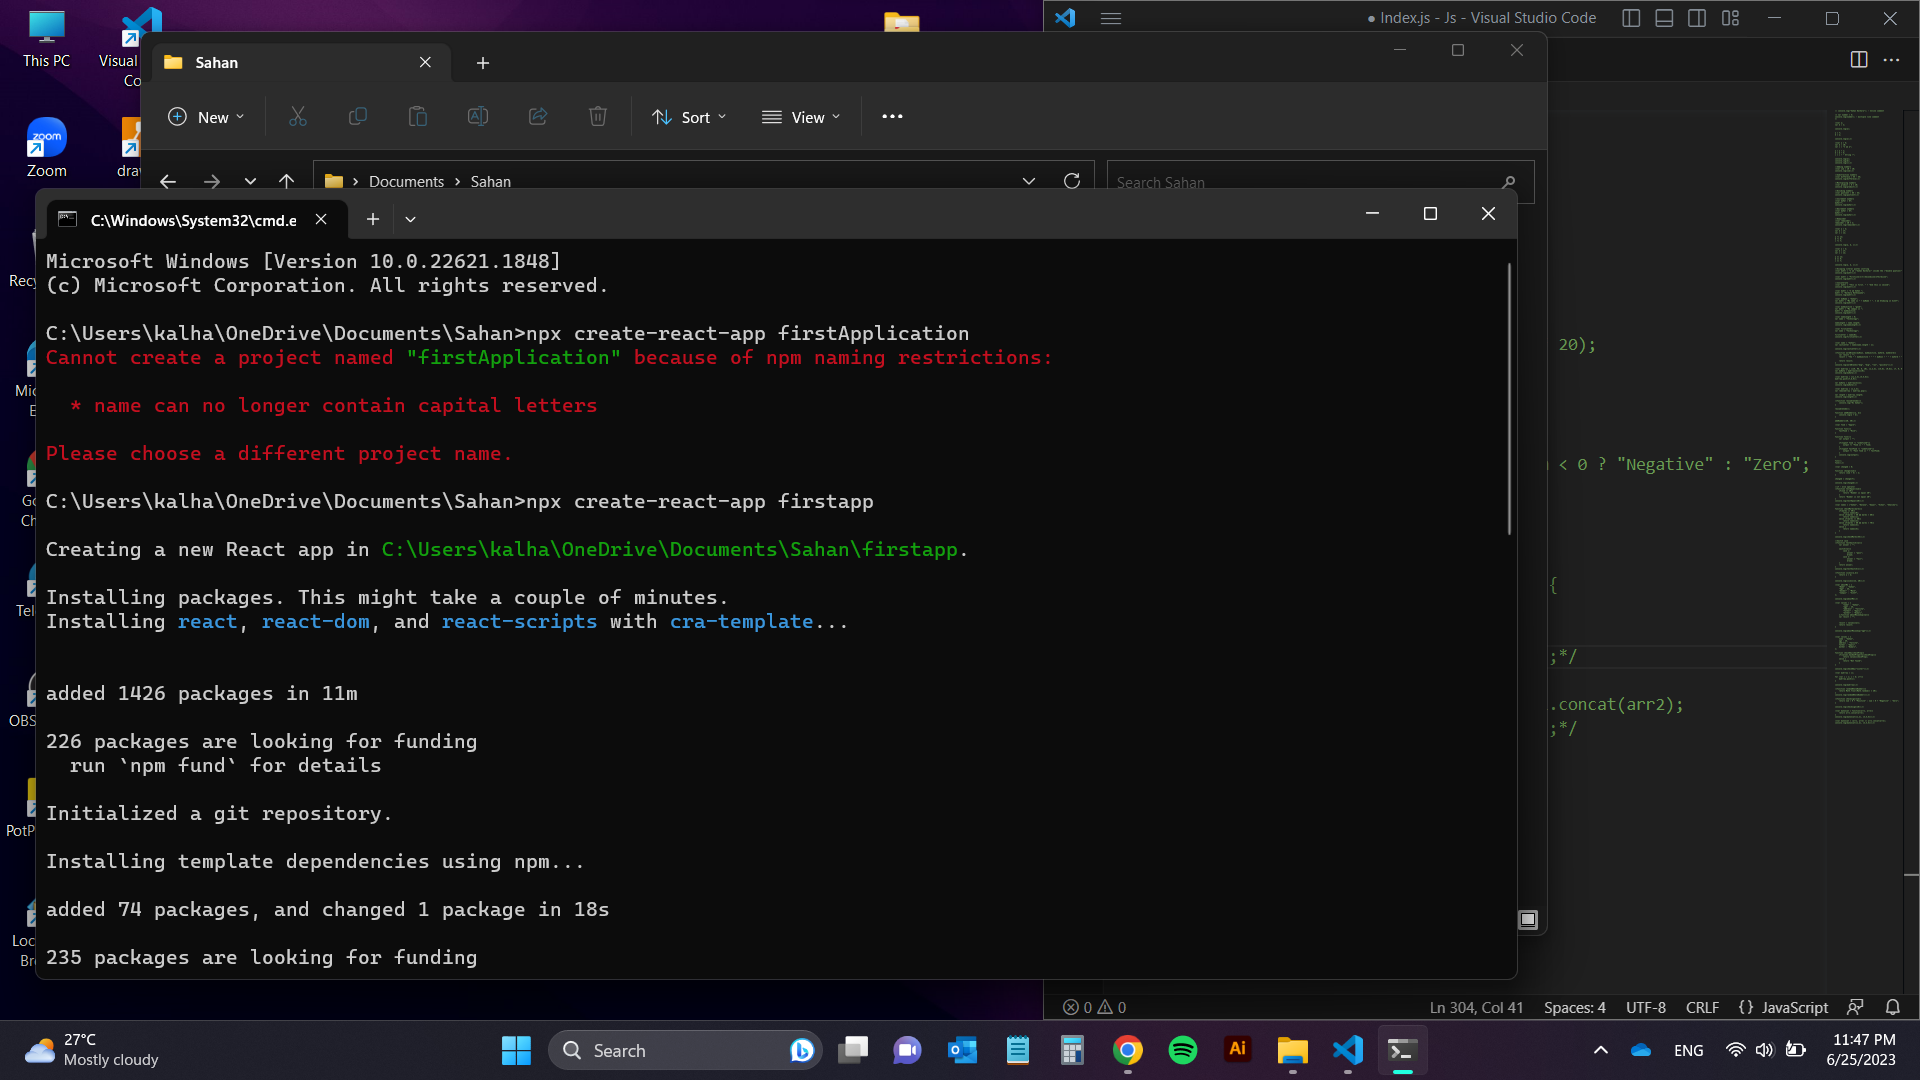 This PC
Visual
Co
Zoom
draw
Recy
Mic
E
Go
Ch
Tel
OBS
PotP
Loc
Br
Sahan
New
Sort
View
Documents > Sahan
Search Sahan
C:\Windows\System32\cmd.e
Microsoft Windows [Version 10.0.22621.1848]
(c) Microsoft Corporation. All rights reserved.
C:\Users\kalha\OneDrive\Documents\Sahan>npx create-react-app firstApplication
Cannot create a project named "firstApplication" because of npm naming restrictions:
* name can no longer contain capital letters
Please choose a different project name.
C:\Users\kalha\OneDrive\Documents\Sahan>npx create-react-app firstapp
Creating a new React app in C:\Users\kalha\OneDrive\Documents\Sahan\firstapp.
Installing packages. This might take a couple of minutes.
Installing react, react-dom, and react-scripts with cra-template...
added 1426 packages in 11m
226 packages are looking for funding
run `npm fund` for details
Initialized a git repository.
Installing template dependencies using npm...
added 74 packages, and changed 1 package in 18s
235 packages are looking for funding
● Index.js - Js - Visual Studio Code
20);
< 0 ? "Negative" : "Zero";
{
;*/
.concat(arr2);
;*/
0 0
Ln 304, Col 41 Spaces: 4 UTF-8 CRLF {} JavaScript
27°C
Mostly cloudy
Search
Ai
ENG
11:47 PM
6/25/2023